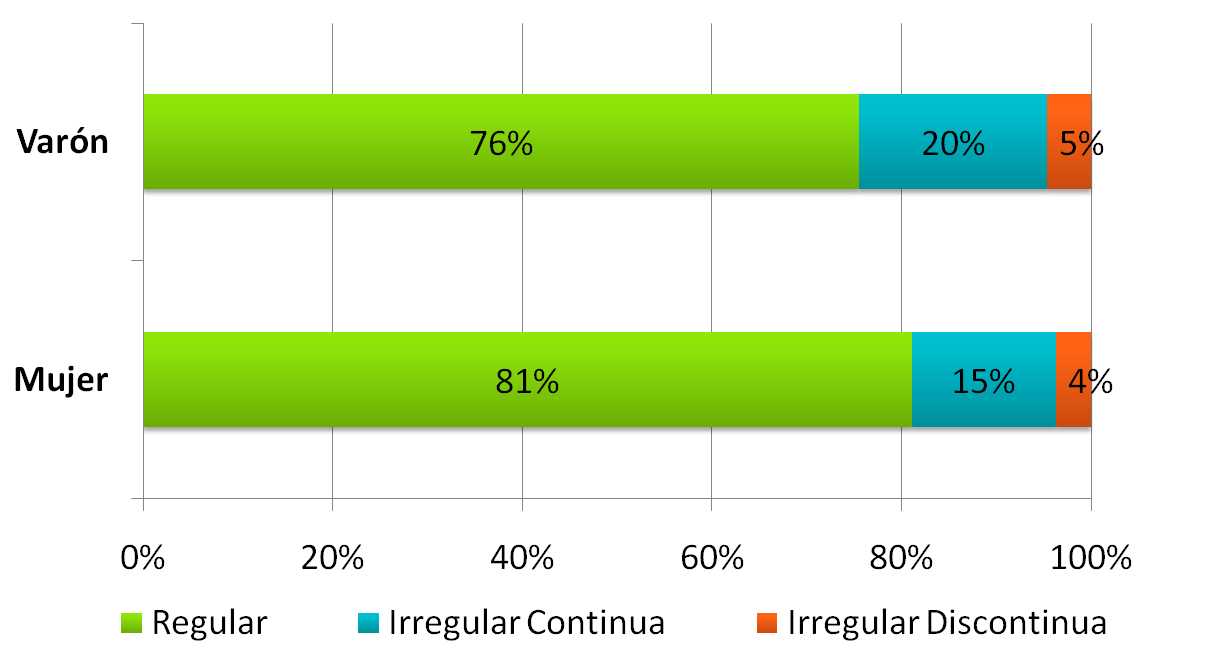 Varón
76% 20% 5%
Mujer
81% 15% 4%
0% 20% 40% 60% 80% 100%
Regular Irregular Continua Irregular Discontinua